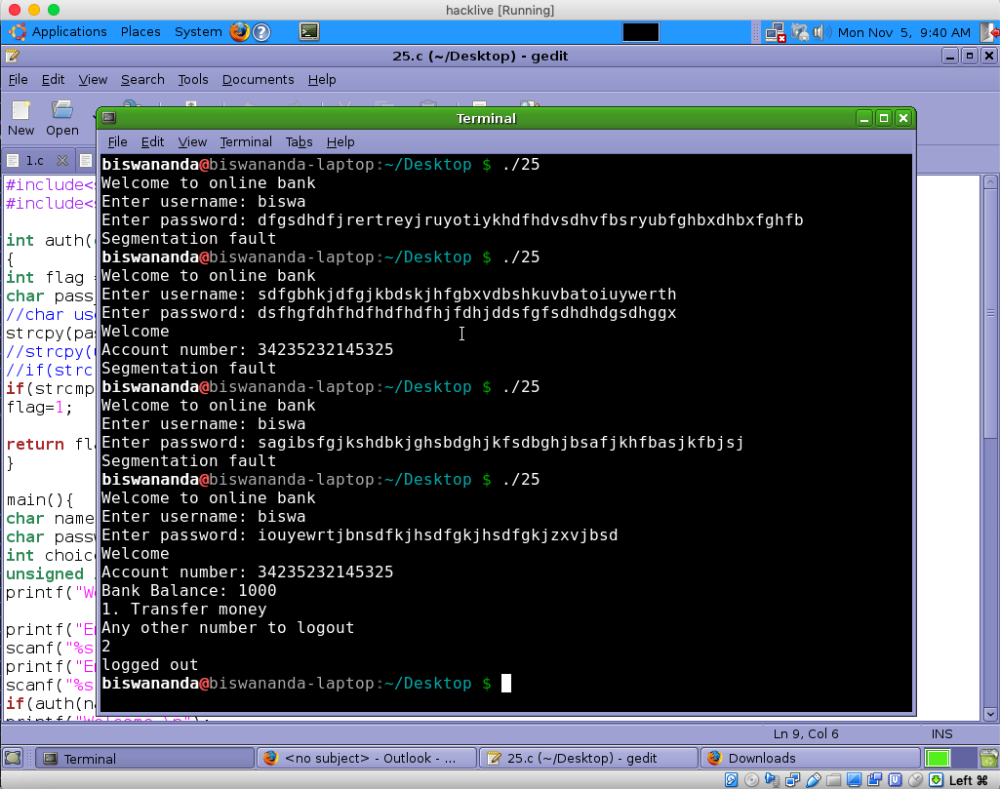 hacklive [Running]
Applications Places System Mon Nov 5, 9:40 AM
25.c (~/Desktop) - gedit
File Edit View Search Tools Documents Help
New Open
Terminal
File Edit View Terminal Tabs Help
1.c
biswananda@biswananda-laptop:~/Desktop $ ./25
Welcome to online bank
Enter username: biswa
Enter password: dfgsdhdfjrertreyjruyotiykhdfhdvsdhvfbsryubfghbxdhbxfghfb
Segmentation fault
biswananda@biswananda-laptop:~/Desktop $ ./25
Welcome to online bank
Enter username: sdfgbhkjdfgjkbdskjhfgbxvdbshkuvbatoiuywerth
Enter password: dsfhgfdhfhdfhdfhdfhjfdhjddsfgfsdhdhdgsdhggx
Welcome
Account number: 34235232145325
Segmentation fault
biswananda@biswananda-laptop:~/Desktop $ ./25
Welcome to online bank
Enter username: biswa
Enter password: sagibsfgjkshdbkjghsbdghjkfsdbghjbsafjkhfbasjkfbjsj
Segmentation fault
biswananda@biswananda-laptop:~/Desktop $ ./25
Welcome to online bank
Enter username: biswa
Enter password: iouyewrtjbnsdfkjhsdfgkjhsdfgkjzxvjbsd
Welcome
Account number: 34235232145325
Bank Balance: 1000
1. Transfer money
Any other number to logout
2
logged out
biswananda@biswananda-laptop:~/Desktop $
#include<
#include<
int auth(
{
int flag =
char pass
//char us
strcpy(pa
//strcpy(
//if(strc
if(strcmp
flag=1;
return fl
}
main(){
char name
char passw
int choic
unsigned
printf("W
printf("E
scanf("%s
printf("E
scanf("%s
if(auth(n
printf("Welcome \n");
Ln 9, Col 6 INS
Terminal <no subject> - Outlook - ... 25.c (~/Desktop) - gedit Downloads
Left ⌘